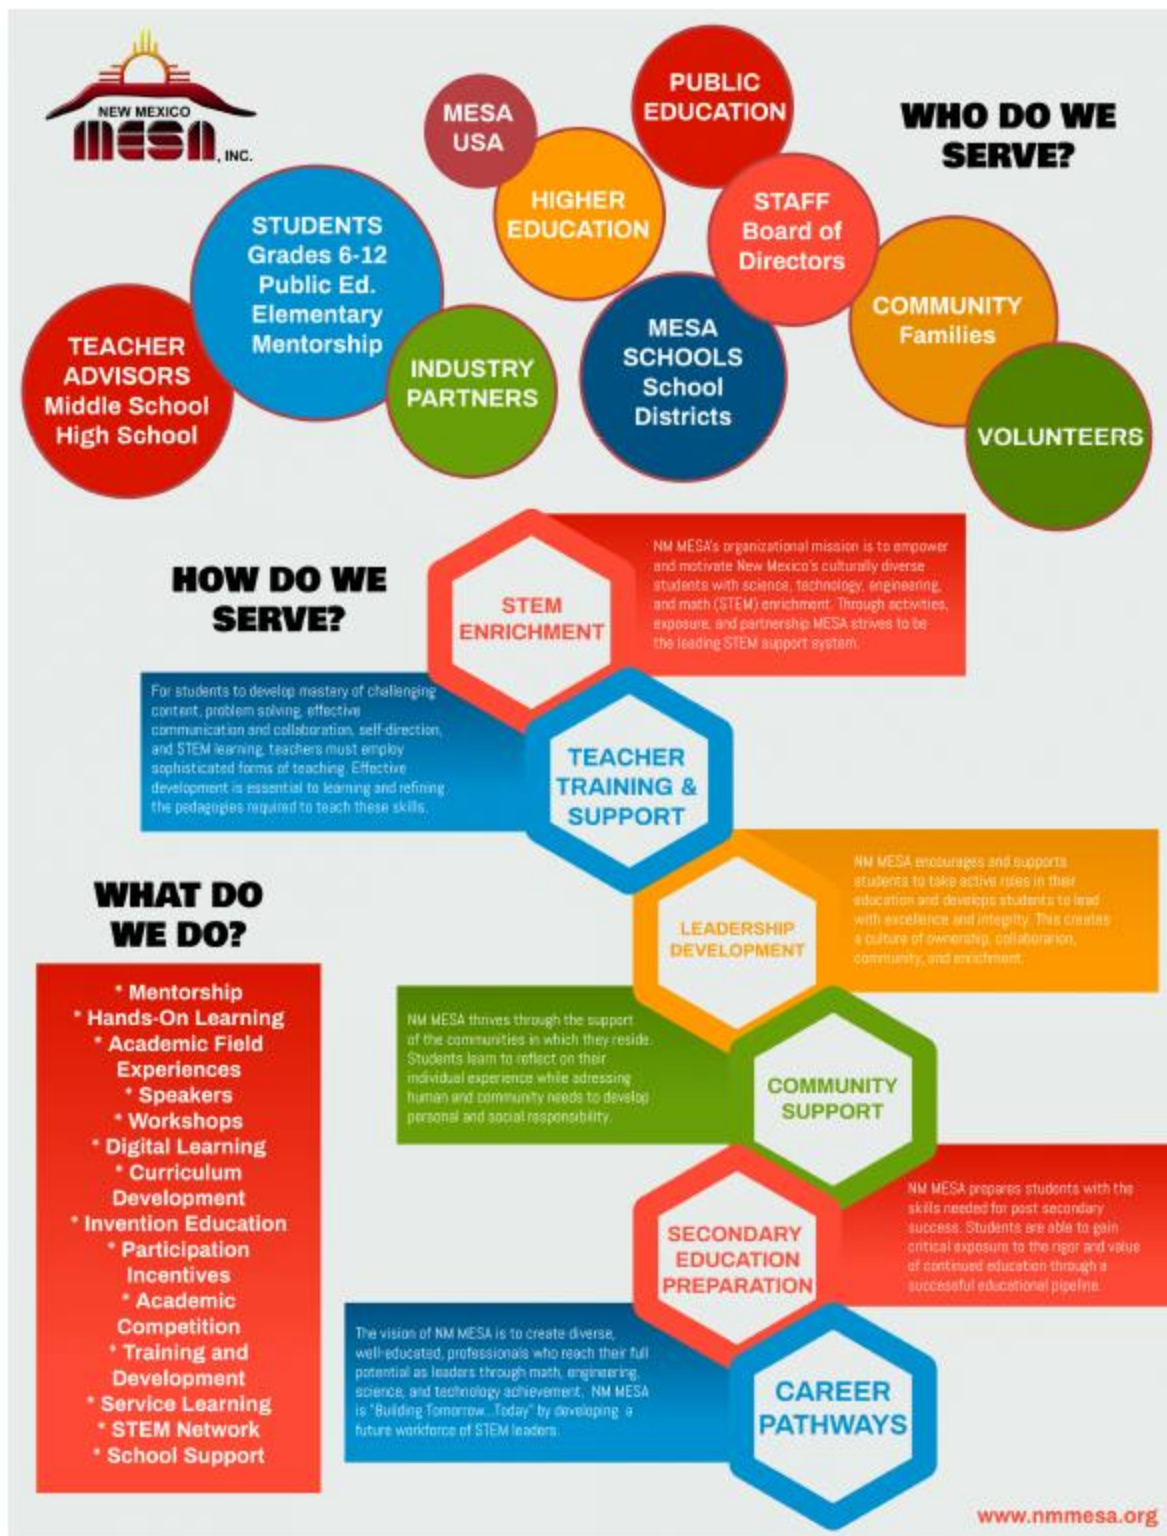 NEW MEXICO
MESA, INC.
WHO DO WE
SERVE?
MESA
USA
PUBLIC
EDUCATION
HIGHER
EDUCATION
STAFF
Board of
Directors
STUDENTS
Grades 6-12
Public Ed.
Elementary
Mentorship
TEACHER
ADVISORS
Middle School
High School
INDUSTRY
PARTNERS
MESA
SCHOOLS
School
Districts
COMMUNITY
Families
VOLUNTEERS
HOW DO WE
SERVE?
STEM
ENRICHMENT
NM MESA's organizational mission is to empower
and motivate New Mexico's culturally diverse
students with science, technology, engineering,
and math (STEM) enrichment. Through activities,
exposure, and partnership MESA strives to be
the leading STEM support system.
For students to develop mastery of challenging
content, problem solving, effective
communication and collaboration, self-direction,
and STEM learning, teachers must employ
sophisticated forms of teaching. Effective
development is essential to learning and refining
the pedagogies required to teach these skills.
TEACHER
TRAINING &
SUPPORT
LEADERSHIP
DEVELOPMENT
NM MESA encourages and supports
students to take active roles in their
education and develops students to lead
with excellence and integrity. This creates
a culture of ownership, collaborarion,
community, and enrichment.
NM MESA thrives through the support
of the communities in which they reside.
Students learn to reflect on their
individual experience while adressing
human and community needs to develop
personal and social responsibility.
COMMUNITY
SUPPORT
SECONDARY
EDUCATION
PREPARATION
NM MESA prepares students with the
skills needed for post secondary
success. Students are able to gain
critical exposure to the rigor and value
of continued education through a
successful educational pipeline.
The vision of NM MESA is to create diverse,
well-educated, professionals who reach their full
potential as leaders through math, engineering,
science, and technology achievement. NM MESA
is "Building Tomorrow...Today" by developing a
future workforce of STEM leaders.
CAREER
PATHWAYS
WHAT DO
WE DO?
* Mentorship
* Hands-On Learning
* Academic Field
Experiences
* Speakers
* Workshops
* Digital Learning
* Curriculum
Development
* Invention Education
* Participation
Incentives
* Academic
Competition
* Training and
Development
* Service Learning
* STEM Network
* School Support
www.nmmesa.org